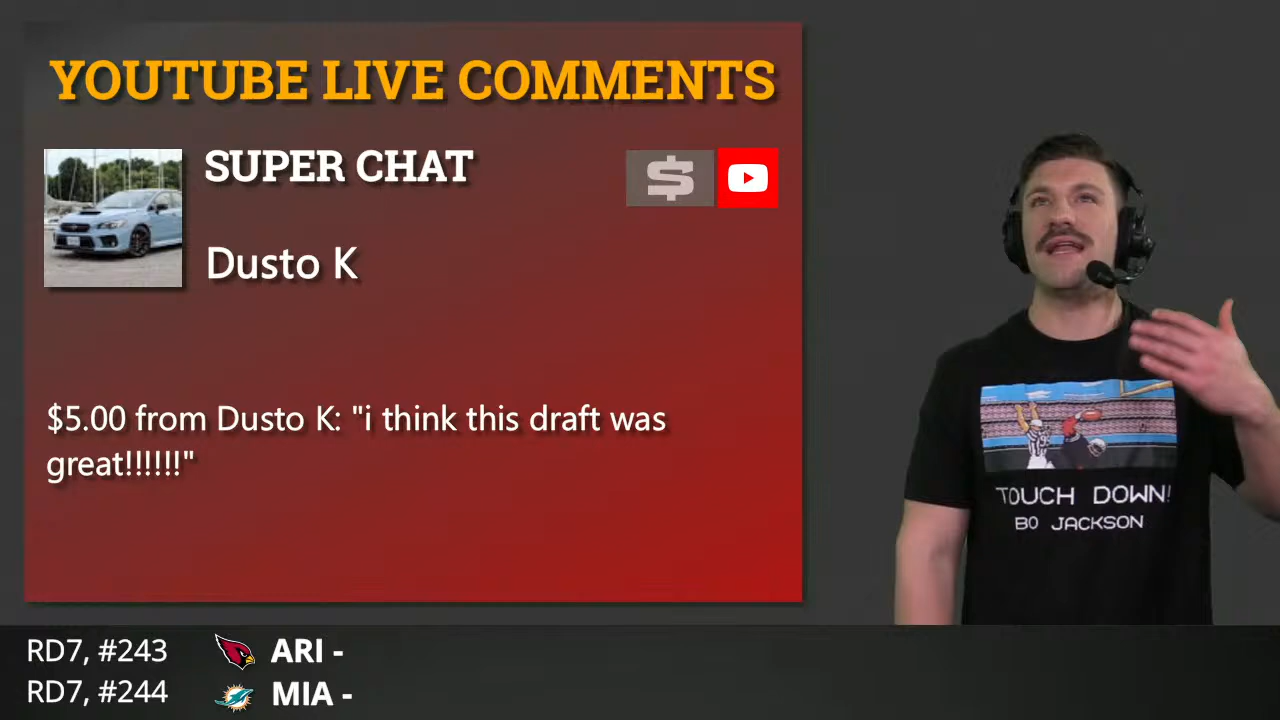 YOUTUBE LIVE COMMENTS
SUPER CHAT
Dusto K
$5.00 from Dusto K: "i think this draft was
great!!!!!!"
TOUCH DOWN!
BO JACKSON
RD7, #243 ARI -
RD7, #244 MIA -